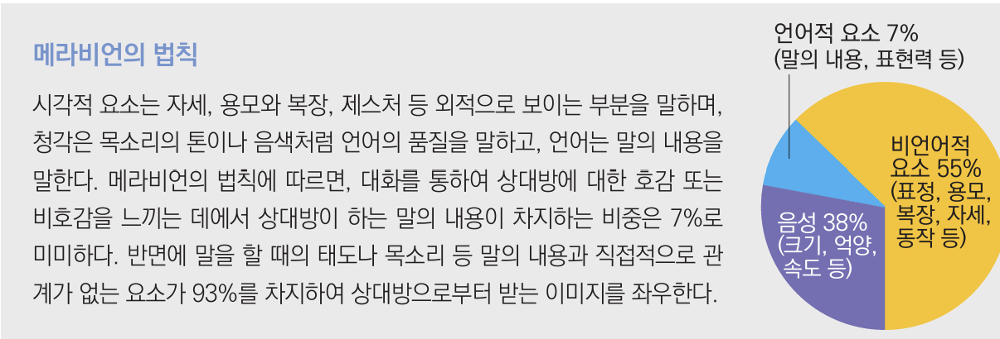 메라비언의 법칙
시각적 요소는 자세, 용모와 복장, 제스처 등 외적으로 보이는 부분을 말하며,
청각은 목소리의 톤이나 음색처럼 언어의 품질을 말하고, 언어는 말의 내용을
말한다. 메라비언의 법칙에 따르면, 대화를 통하여 상대방에 대한 호감 또는
비호감을 느끼는 데에서 상대방이 하는 말의 내용이 차지하는 비중은 7%로
미미하다. 반면에 말을 할 때의 태도나 목소리 등 말의 내용과 직접적으로 관
계가 없는 요소가 93%를 차지하여 상대방으로부터 받는 이미지를 좌우한다.
언어적 요소 7%
(말의 내용, 표현력 등)
비언어적
요소 55%
(표정, 용모,
복장, 자세,
동작 등)
음성 38%
(크기, 억양,
속도 등)